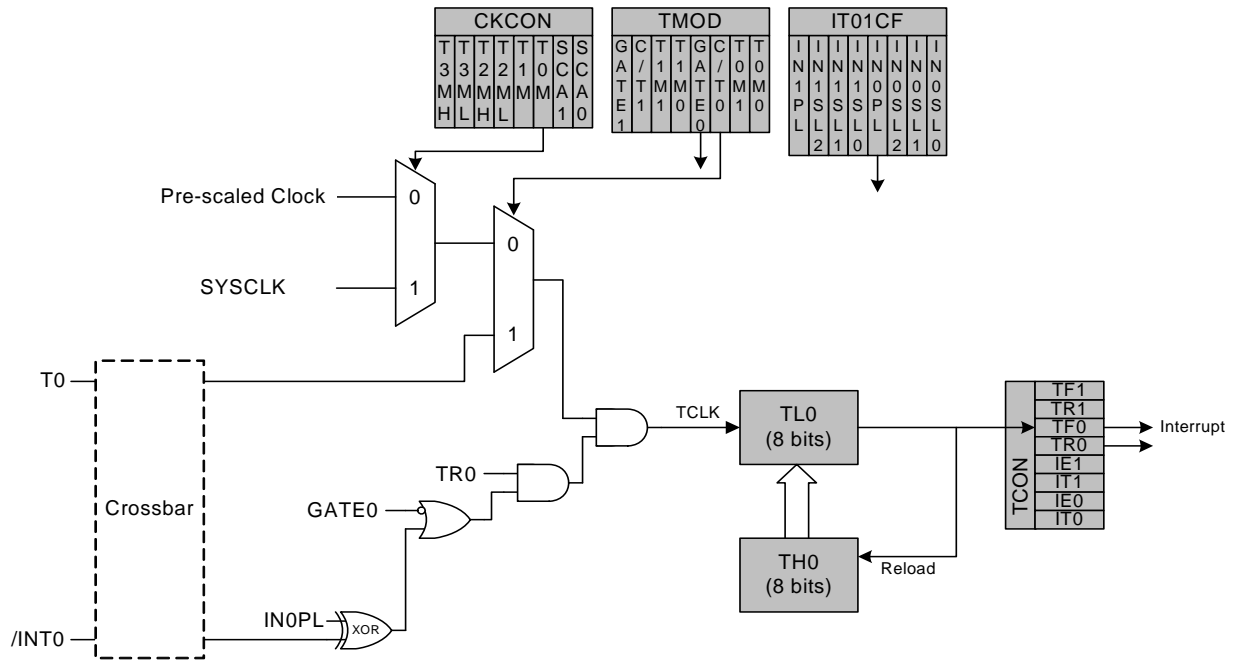 CKCON
TMOD
IT01CF
T3MH
T3ML
T2MH
T2ML
T1M
T0M
SCA1
SCA0
GATE1
C/T1
T1M1
T1M0
GATE0
C/T0
T0M1
T0M0
IN1PL
IN1SL2
IN1SL1
IN1SL0
IN0PL
IN0SL2
IN0SL1
IN0SL0
Pre-scaled Clock
0
SYSCLK
1
0
1
T0
Crossbar
/INT0
GATE0
TR0
IN0PL
XOR
TCLK
TL0
(8 bits)
TH0
(8 bits)
Reload
TCON
TF1
TR1
TF0
TR0
IE1
IT1
IE0
IT0
Interrupt